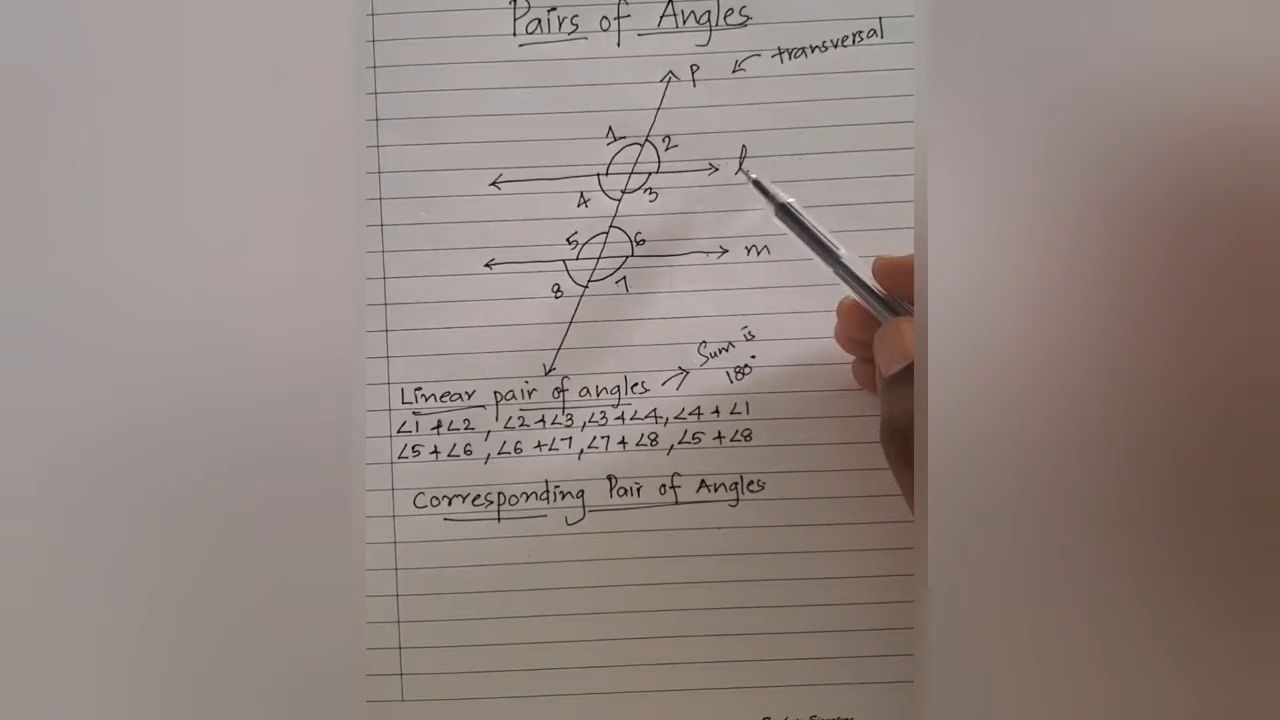 Pairs of Angles
P ↙ transversal
1 2
l
4 3
5 6
m
8 7
Linear pair of angles → Sum is 180°
∠1 + ∠2 , ∠2 + ∠3 , ∠3 + ∠4, ∠4 + ∠1
∠5 + ∠6 , ∠6 + ∠7, ∠7 + ∠8 , ∠5 + ∠8
Corresponding Pair of Angles